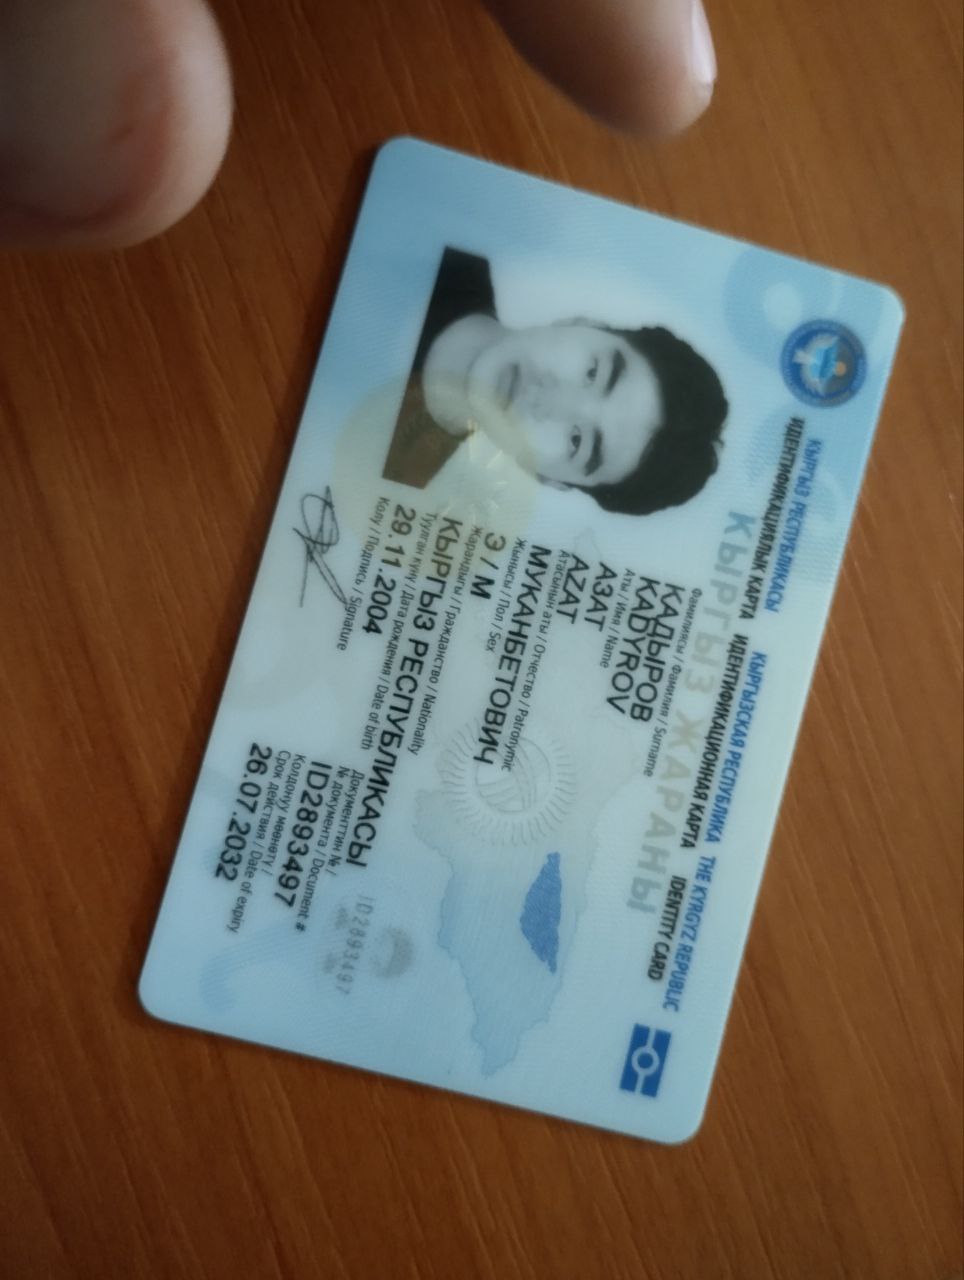 КЫРГЫЗ РЕСПУБЛИКАСЫ КЫРГЫЗСКАЯ РЕСПУБЛИКА THE KYRGYZ REPUBLIC
ИДЕНТИФИКАЦИЯЛЫК КАРТА ИДЕНТИФИКАЦИОННАЯ КАРТА IDENTITY CARD
КЫРГЫЗ ЖАРАНЫ
Фамилиясы / Фамилия / Surname
КАДЫРОВ
KADYROV
Аты / Имя / Name
АЗАТ
AZAT
Атасынын аты / Отчество / Patronymic
МУКАНБЕТОВИЧ
Жынысы / Пол / Sex
Э / М
Жарандыгы / Гражданство / Nationality
КЫРГЫЗ РЕСПУБЛИКАСЫ
Туулган күнү / Дата рождения / Date of birth
29.11.2004
Документтин № /
№ документа / Document #
ID2893497
Колу / Подпись / Signature
Колдонуу мөөнөтү /
Срок действия / Date of expiry
26.07.2032
ID2893497